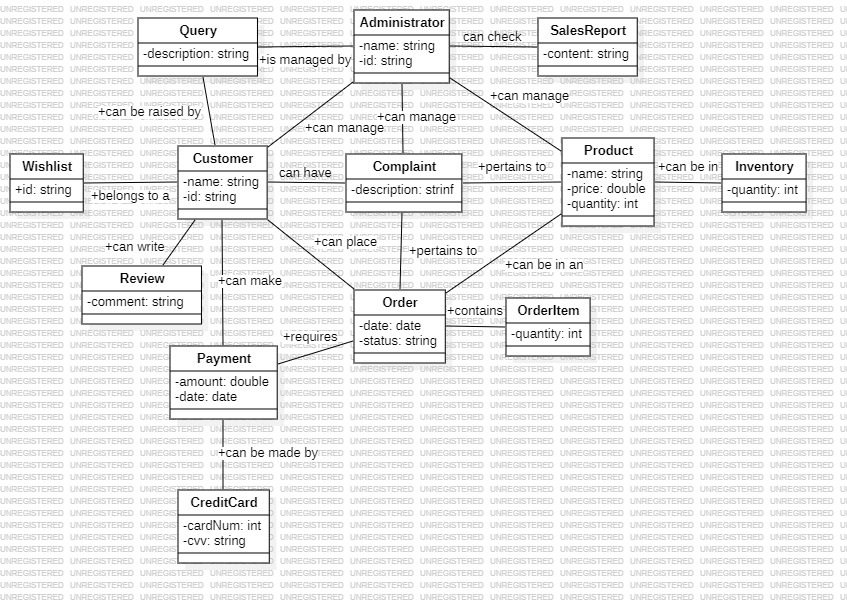 Query
-description: string
Administrator
-name: string
-id: string
SalesReport
-content: string
can check
+is managed by
+can be raised by
+can manage
+can manage
+can manage
Wishlist
+id: string
+belongs to a
Customer
-name: string
-id: string
can have
Complaint
-description: strinf
+pertains to
Product
-name: string
-price: double
-quantity: int
+can be in
Inventory
-quantity: int
+can write
+can place
+pertains to
+can be in an
Review
-comment: string
+can make
Order
-date: date
-status: string
+contains
OrderItem
-quantity: int
+requires
Payment
-amount: double
-date: date
+can be made by
CreditCard
-cardNum: int
-cvv: string
UNREGISTERED